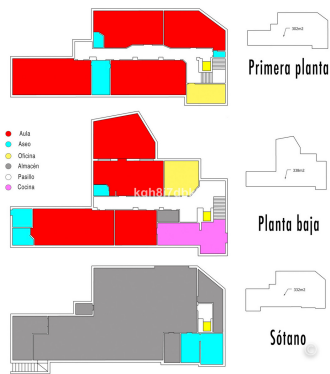 Primera planta
Aula
Aseo
Oficina
Almacén
Pasillo
Cocina
Planta baja
Sótano